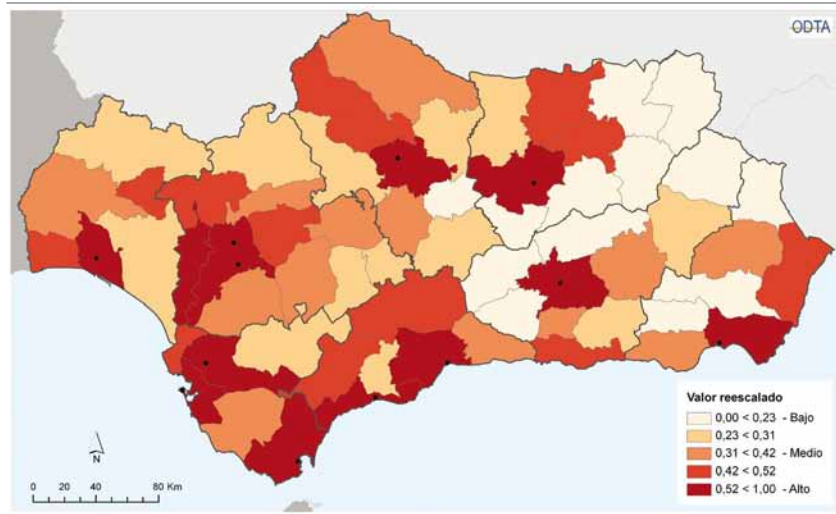 ODTA
Valor reescalado
0,00 < 0,23 - Bajo
0,23 < 0,31
0,31 < 0,42 - Medio
0,42 < 0,52
0,52 < 1,00 - Alto
N
0 20 40 80 Km